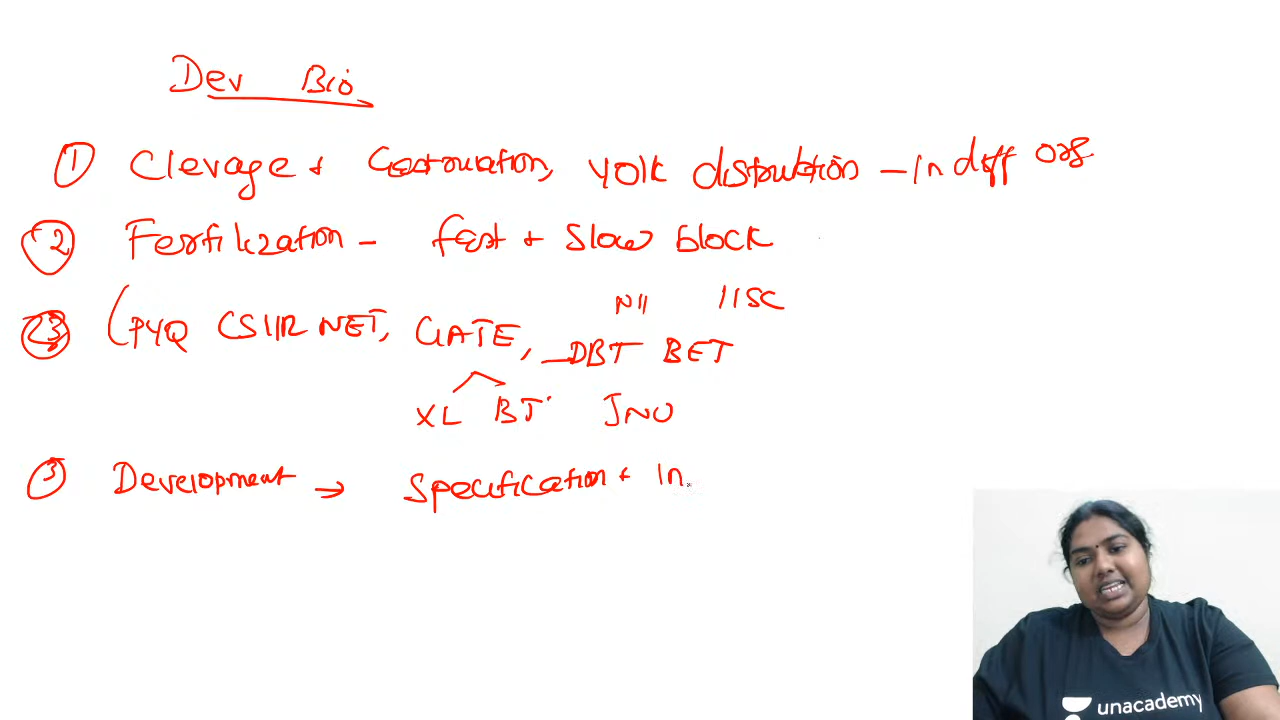 Dev Bio
① Clevage + Gastrulation, yolk distribution - In diff org
② Fertilization - fast + slow block
NII IISC
③ (PYQ CSIR NET, GATE, - DBT BET
XL BT JNU
③ Development → Specification + In
unacademy